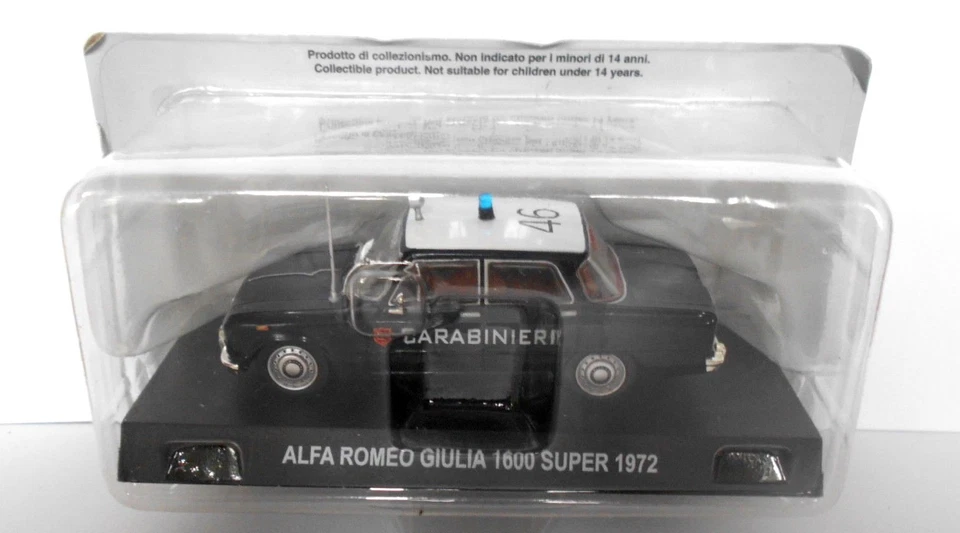 Prodotto di collezionismo. Non indicato per i minori di 14 anni.
Collectible product. Not suitable for children under 14 years.
46
CARABINIERI
ALFA ROMEO GIULIA 1600 SUPER 1972